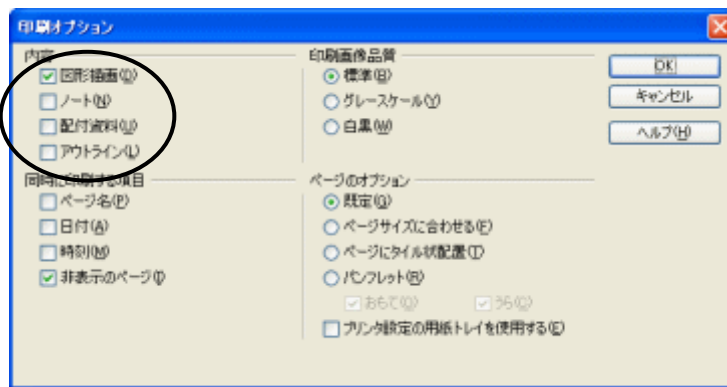 印刷オプション
内容
図形描画(D)
ノート(N)
配付資料(U)
アウトライン(L)
印刷画像品質
標準(B)
グレースケール(Y)
白黒(W)
OK
キャンセル
ヘルプ(H)
同時に印刷する項目
ページ名(P)
日付(A)
時刻(M)
非表示のページ(I)
ページのオプション
既定(G)
ページサイズに合わせる(F)
ページにタイル状配置(T)
パンフレット(R)
おもて(O)
うら(C)
プリンタ設定の用紙トレイを使用する(E)